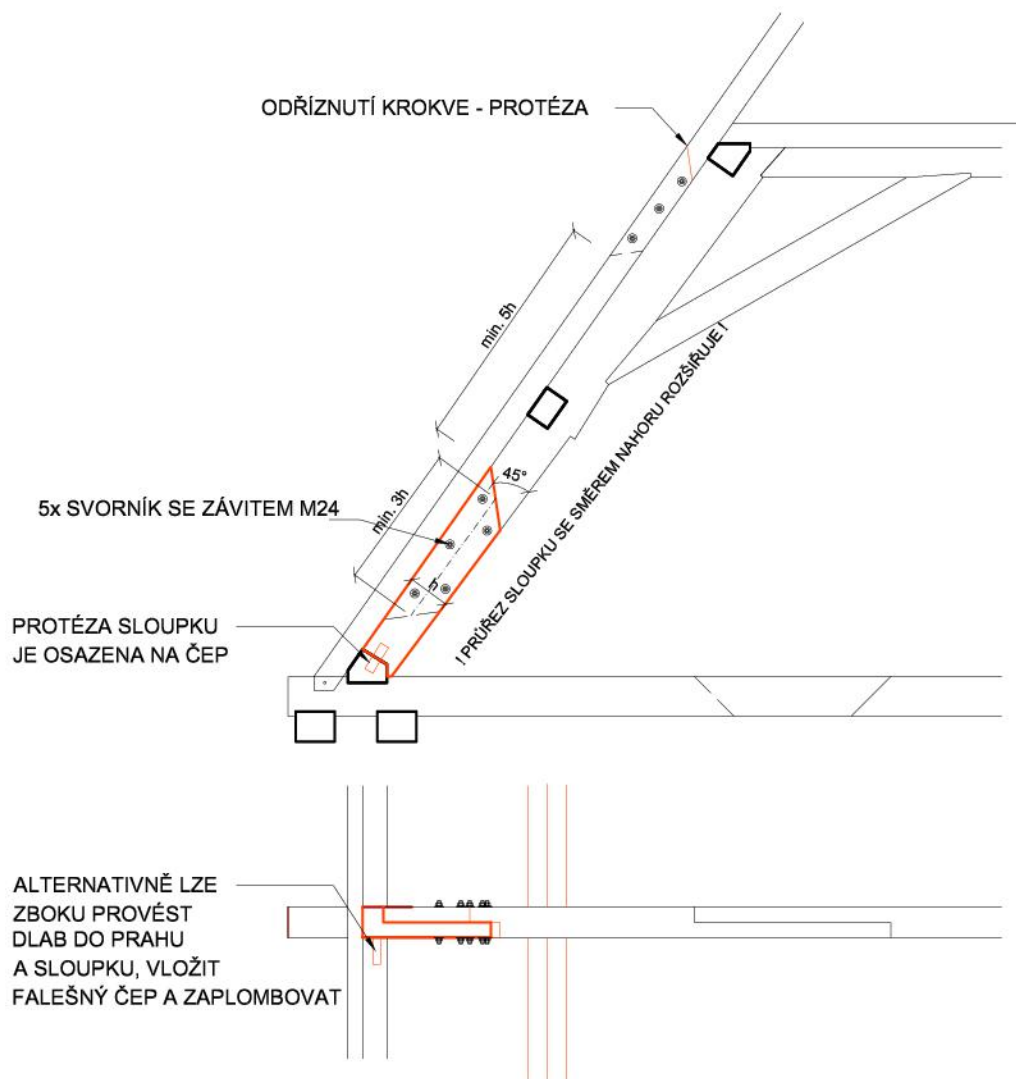 ODŘÍZNUTÍ KROKVE - PROTÉZA
min. 5h
45°
5x SVORNÍK SE ZÁVITEM M24
min. 3h
h
! PRŮŘEZ SLOUPKU SE SMĚREM NAHORU ROZŠIŘUJE !
PROTÉZA SLOUPKU
JE OSAZENA NA ČEP
ALTERNATIVNĚ LZE
ZBOKU PROVÉST
DLAB DO PRAHU
A SLOUPKU, VLOŽIT
FALEŠNÝ ČEP A ZAPLOMBOVAT